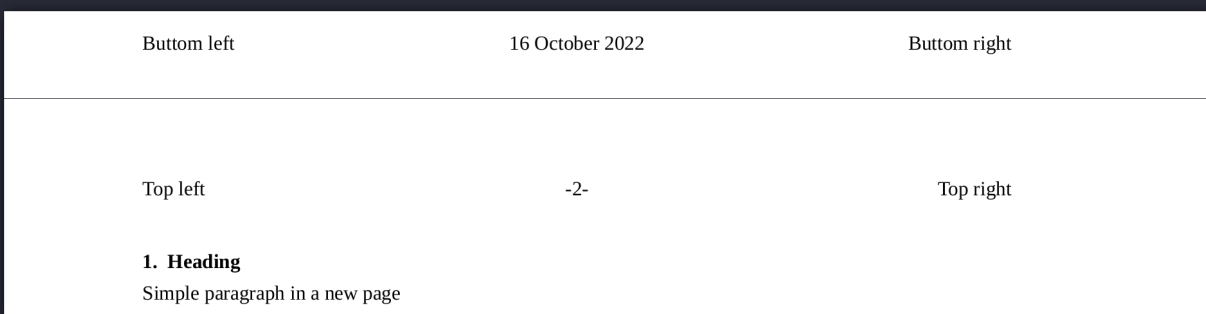 Buttom left 16 October 2022 Buttom right
Top left -2- Top right
1. Heading
Simple paragraph in a new page